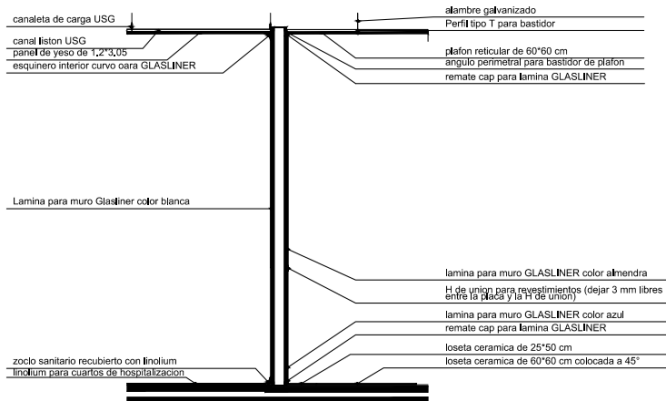 canaleta de carga USG
canal liston USG
panel de yeso de 1.2*3.05
esquinero interior curvo oara GLASLINER
Lamina para muro Glasliner color blanca
zoclo sanitario recubierto con linolium
linolium para cuartos de hospitalizacion
alambre galvanizado
Perfil tipo T para bastidor
plafon reticular de 60*60 cm
angulo perimetral para bastidor de plafon
remate cap para lamina GLASLINER
lamina para muro GLASLINER color almendra
H de union para revestimientos (dejar 3 mm libres
entre la placa y la H de union)
lamina para muro GLASLINER color azul
remate cap para lamina GLASLINER
loseta ceramica de 25*50 cm
loseta ceramica de 60*60 cm colocada a 45°